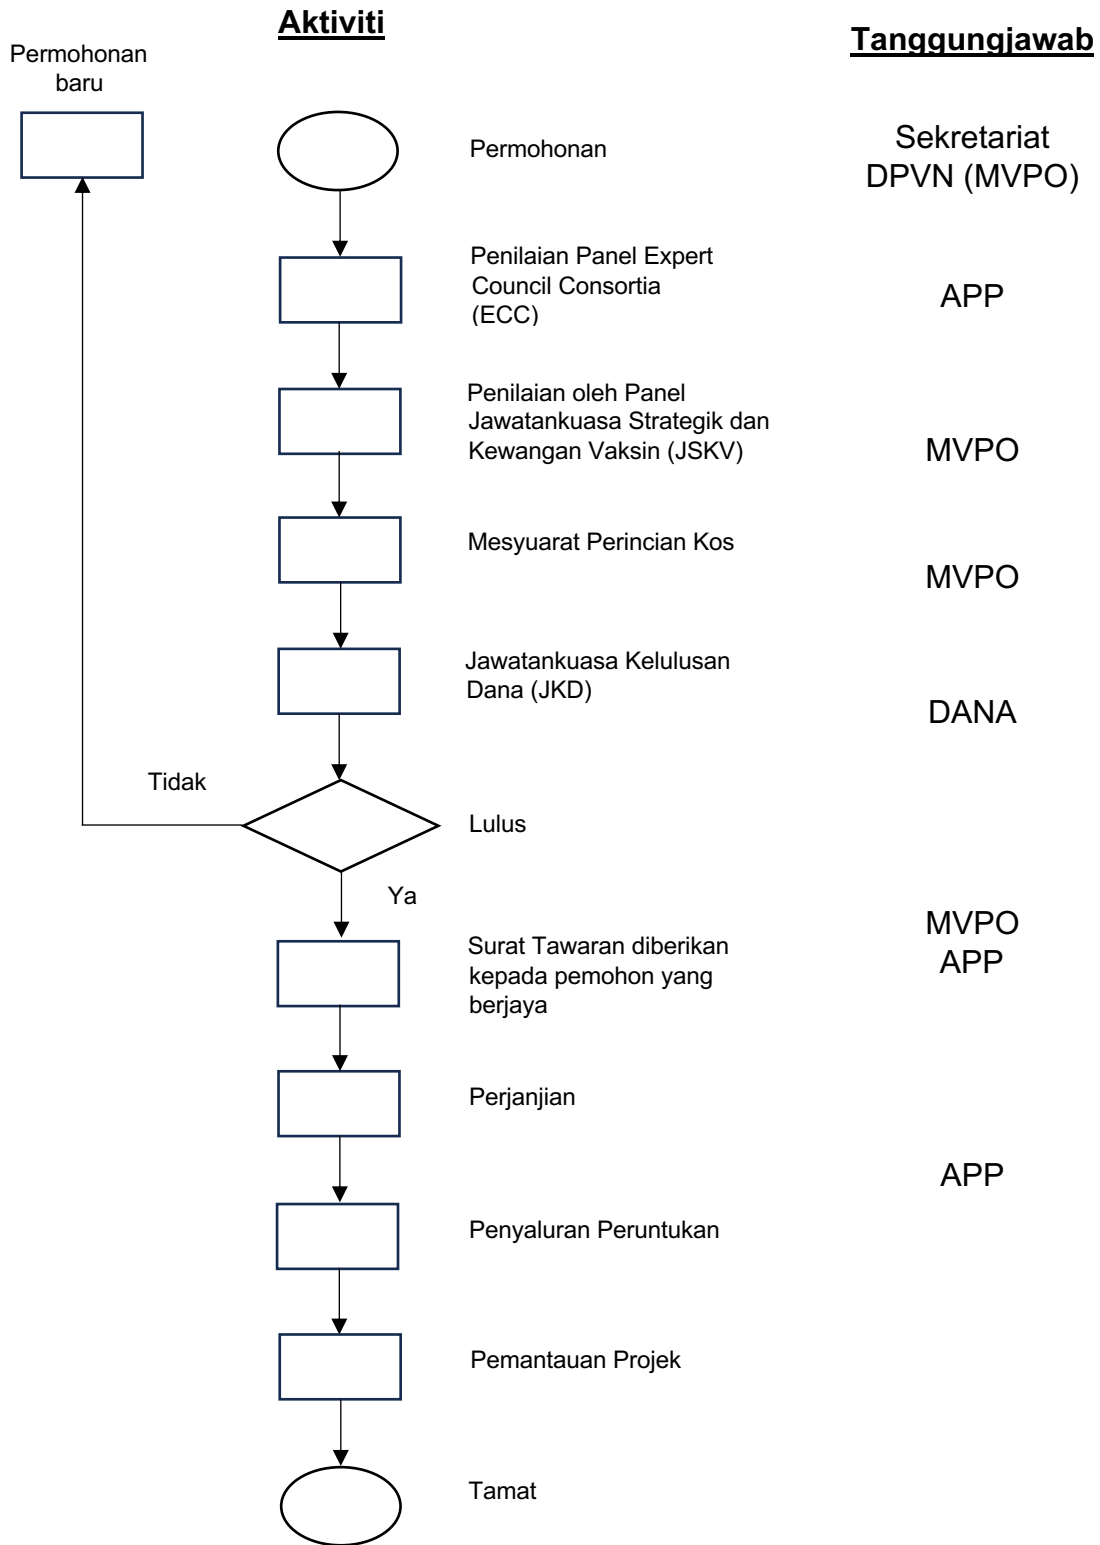 Aktiviti
Tanggungjawab
Permohonan
baru
Permohonan
Sekretariat
DPVN (MVPO)
Penilaian Panel Expert
Council Consortia
(ECC)
APP
Penilaian oleh Panel
Jawatankuasa Strategik dan
Kewangan Vaksin (JSKV)
MVPO
Mesyuarat Perincian Kos
MVPO
Jawatankuasa Kelulusan
Dana (JKD)
DANA
Tidak
Lulus
Ya
MVPO
APP
Surat Tawaran diberikan
kepada pemohon yang
berjaya
Perjanjian
APP
Penyaluran Peruntukan
Pemantauan Projek
Tamat